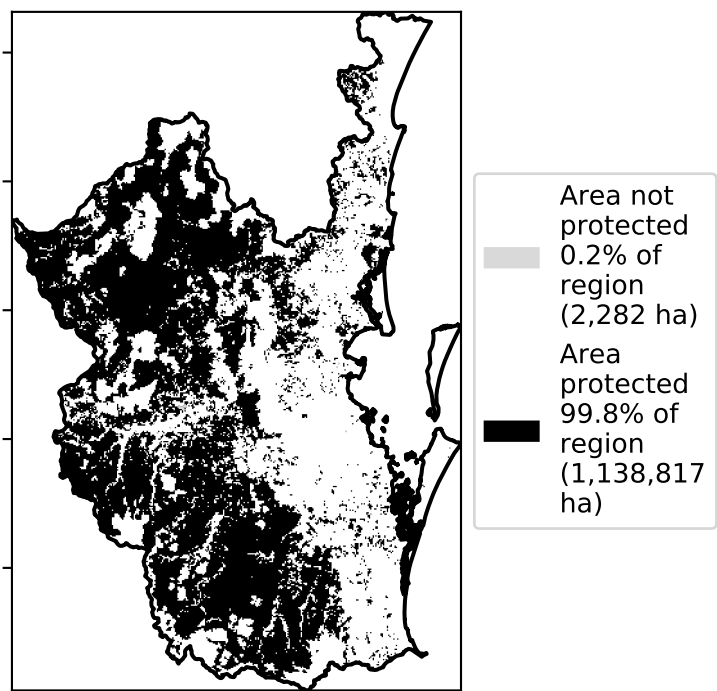 Area not
protected
0.2% of
region
(2,282 ha)
Area
protected
99.8% of
region
(1,138,817
ha)